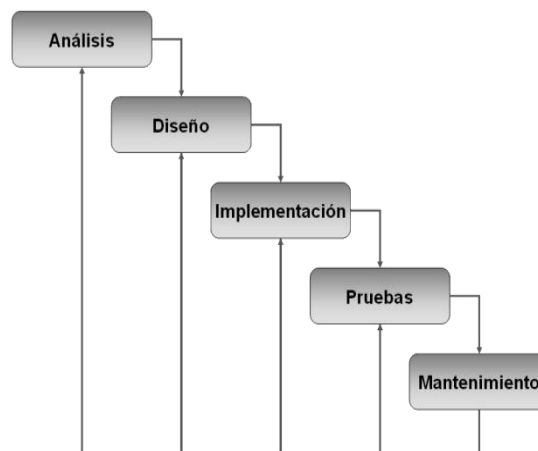 Análisis
Diseño
Implementación
Pruebas
Mantenimiento